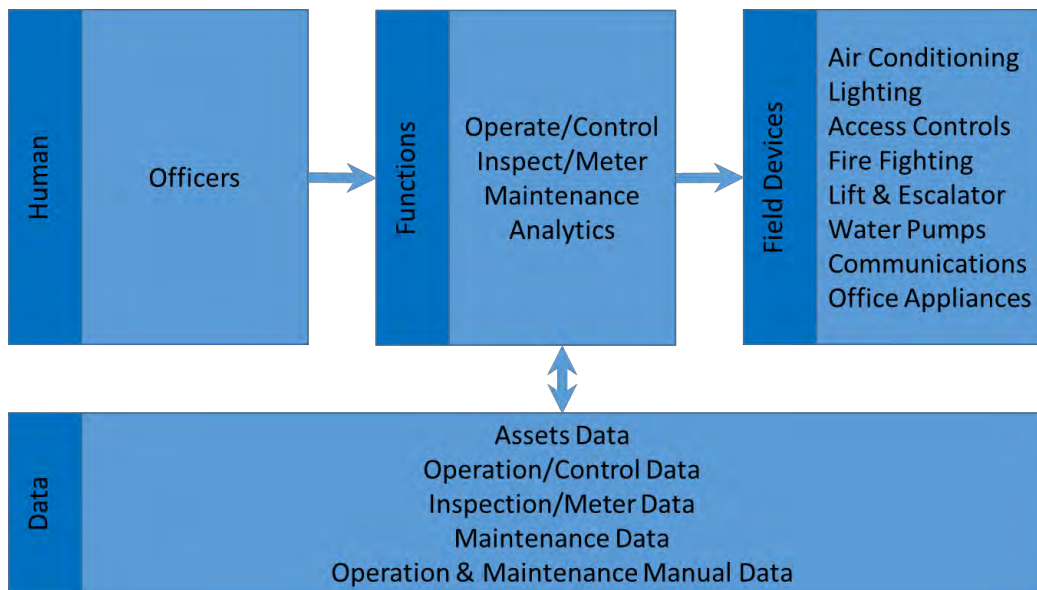 Human
Officers
Functions
Operate/Control
Inspect/Meter
Maintenance
Analytics
Field Devices
Air Conditioning
Lighting
Access Controls
Fire Fighting
Lift & Escalator
Water Pumps
Communications
Office Appliances
Data
Assets Data
Operation/Control Data
Inspection/Meter Data
Maintenance Data
Operation & Maintenance Manual Data